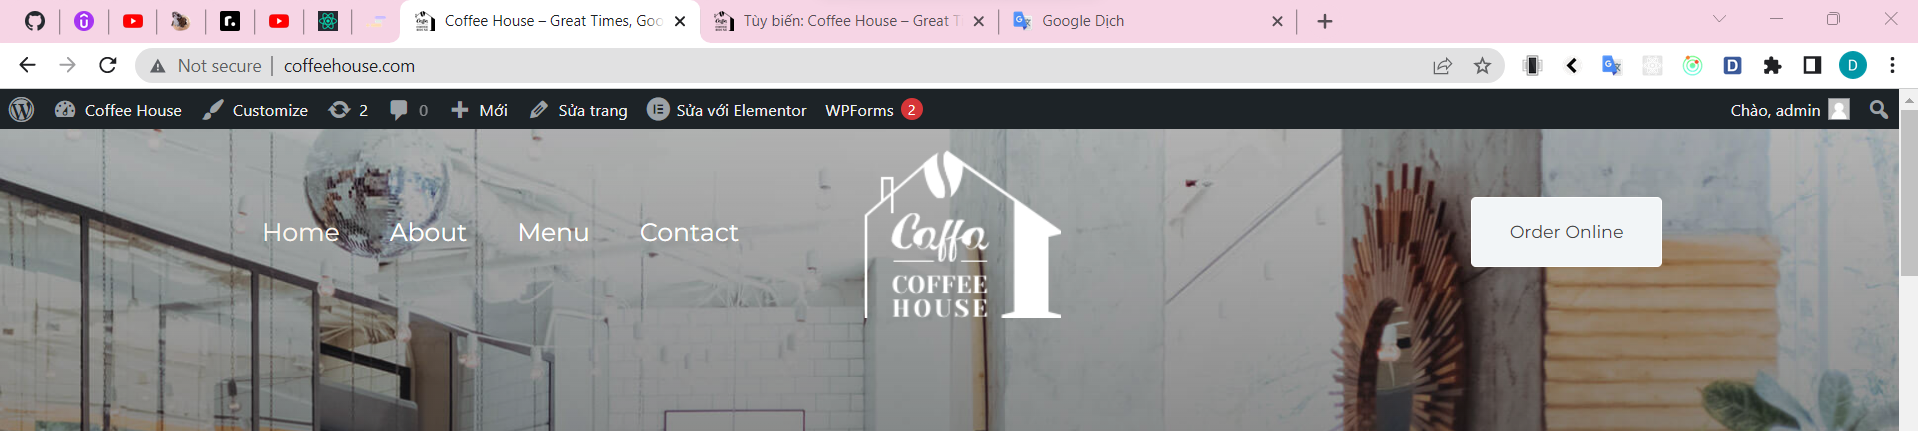 Coffee House – Great Times, Goo
Tùy biến: Coffee House – Great T
Google Dịch
Not secure
coffeehouse.com
D
D
Coffee House
Customize
2
0
Mới
Sửa trang
Sửa với Elementor
WPForms
2
Chào, admin
Home
About
Menu
Contact
Caffa
COFFEE
HOUSE
Order Online